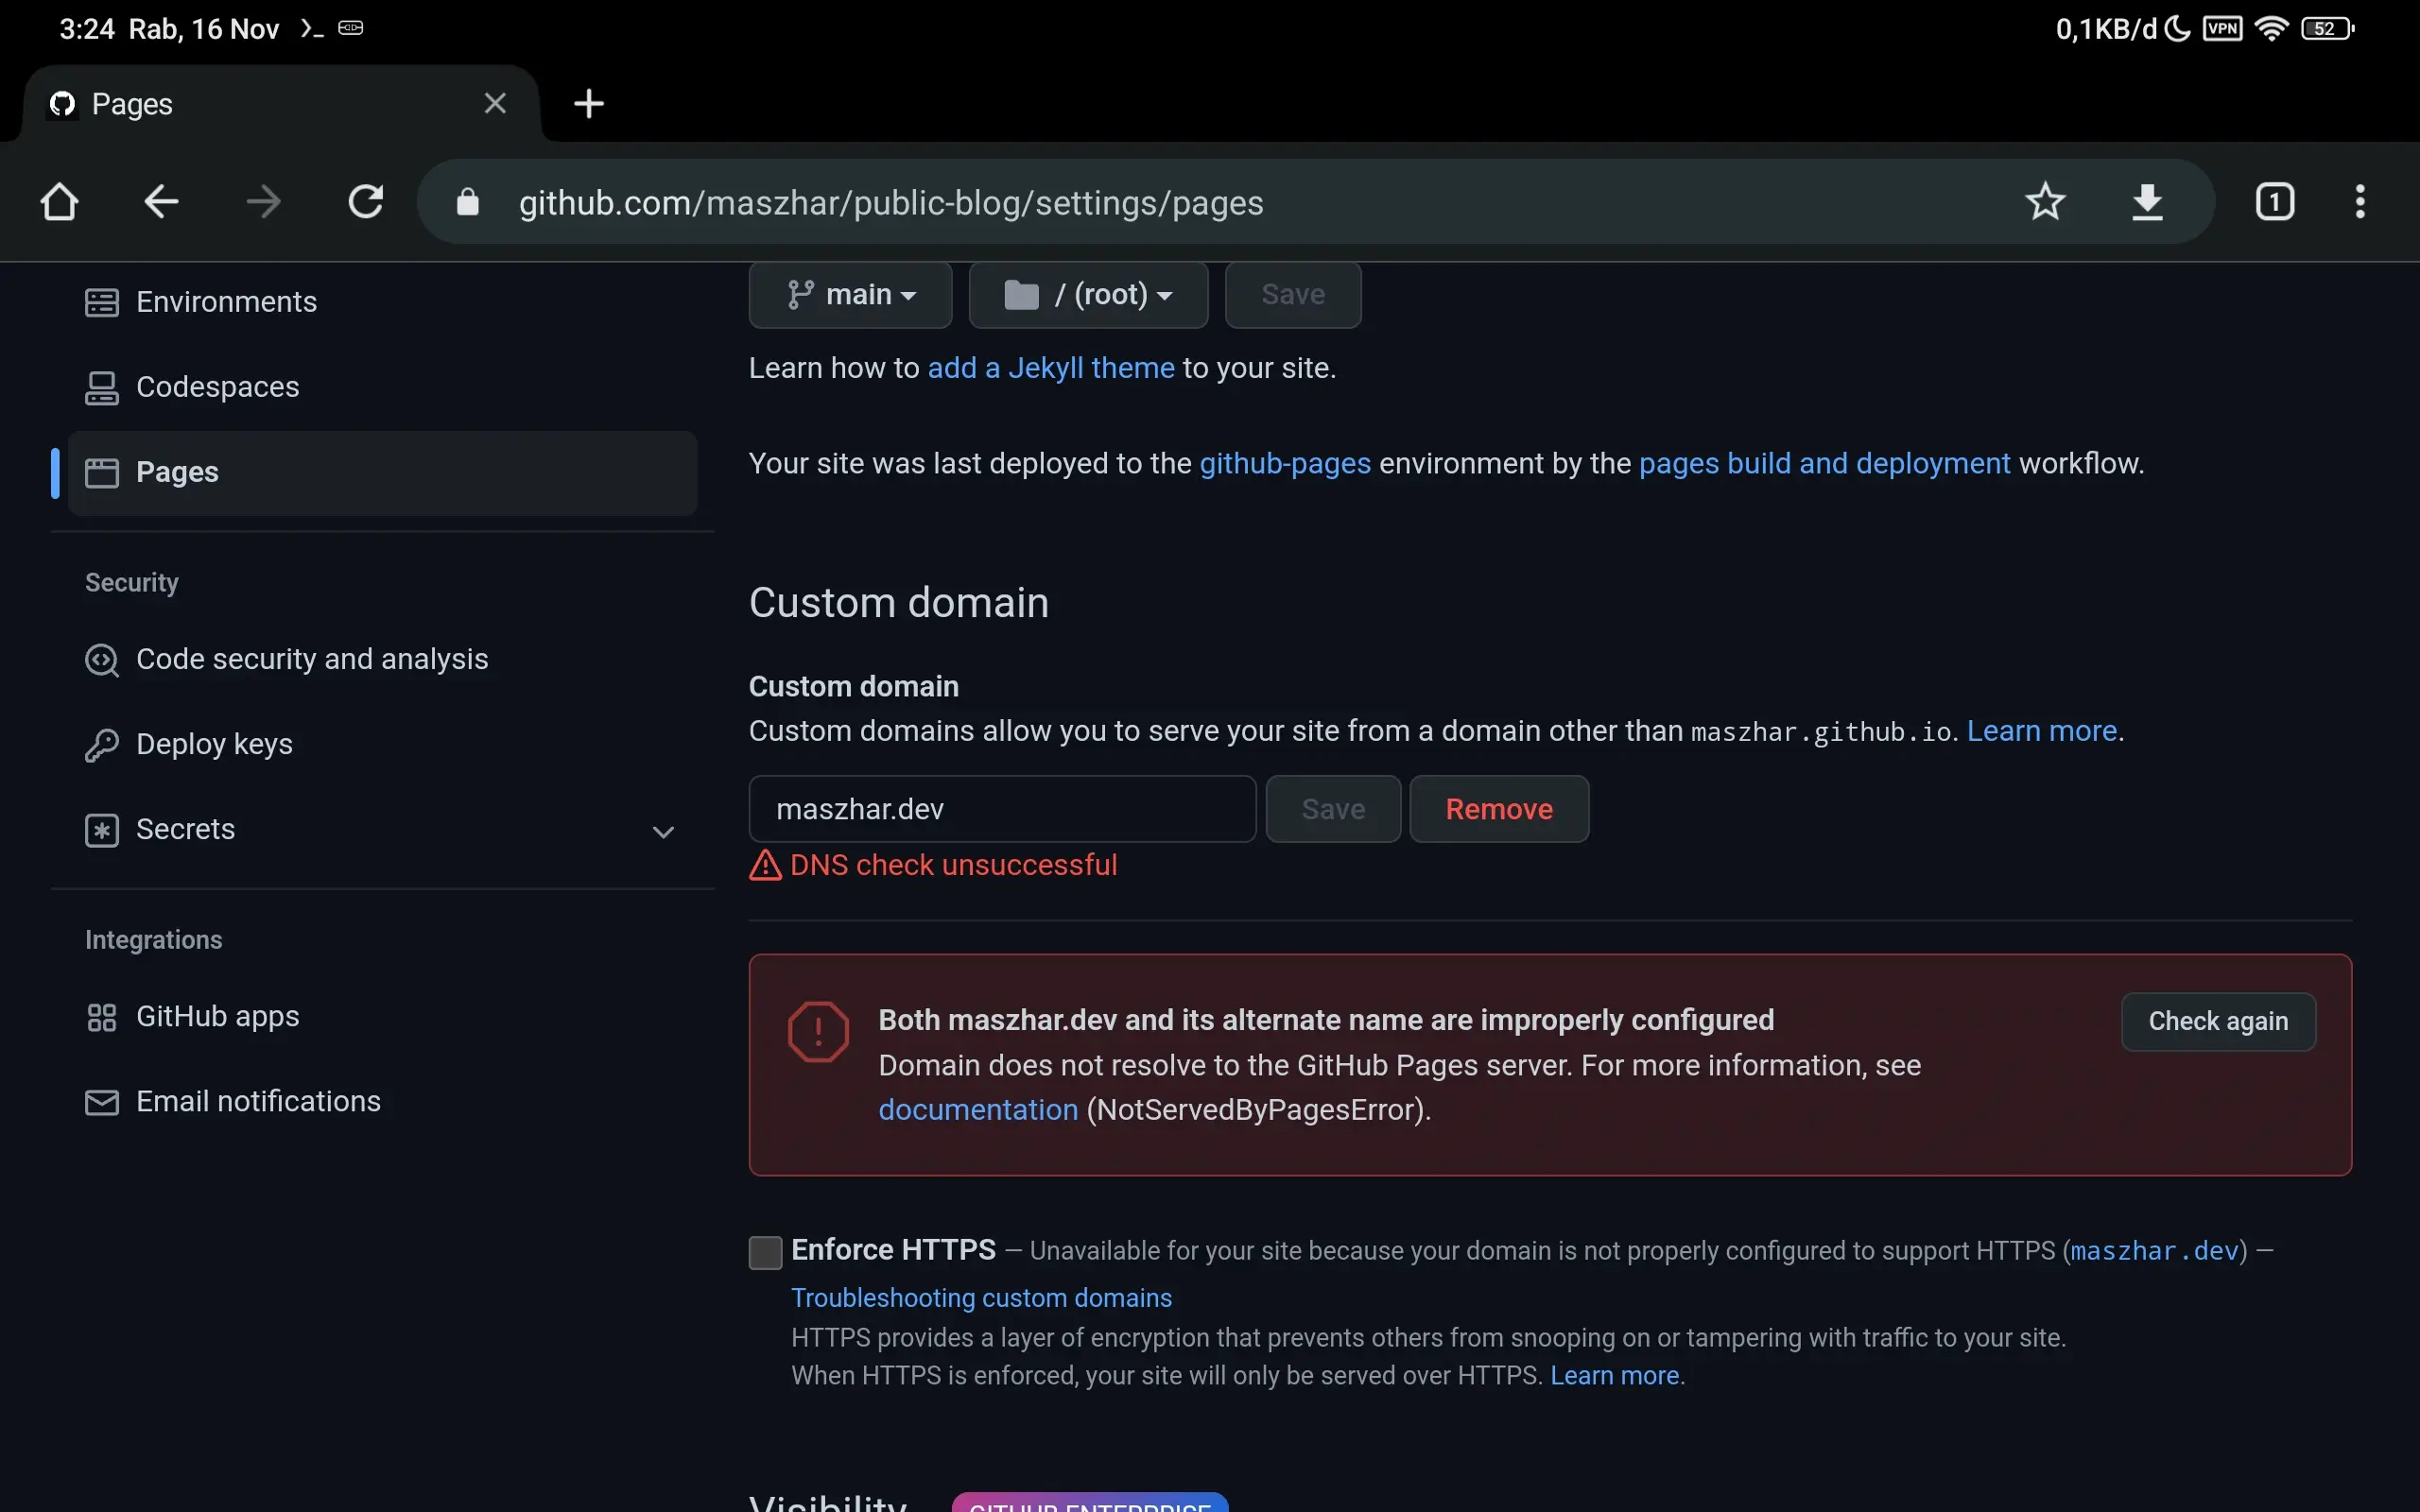 3:24 Rab, 16 Nov
0,1KB/d VPN 52
Pages
github.com/maszhar/public-blog/settings/pages
1
Environments
Codespaces
Pages
Security
Code security and analysis
Deploy keys
Secrets
Integrations
GitHub apps
Email notifications
main
/ (root)
Save
Learn how to add a Jekyll theme to your site.
Your site was last deployed to the github-pages environment by the pages build and deployment workflow.
Custom domain
Custom domain
Custom domains allow you to serve your site from a domain other than maszhar.github.io. Learn more.
maszhar.dev
Save
Remove
DNS check unsuccessful
Both maszhar.dev and its alternate name are improperly configured
Check again
Domain does not resolve to the GitHub Pages server. For more information, see
documentation (NotServedByPagesError).
Enforce HTTPS — Unavailable for your site because your domain is not properly configured to support HTTPS (maszhar.dev) —
Troubleshooting custom domains
HTTPS provides a layer of encryption that prevents others from snooping on or tampering with traffic to your site.
When HTTPS is enforced, your site will only be served over HTTPS. Learn more.
Visibility GITHUB ENTERPRISE